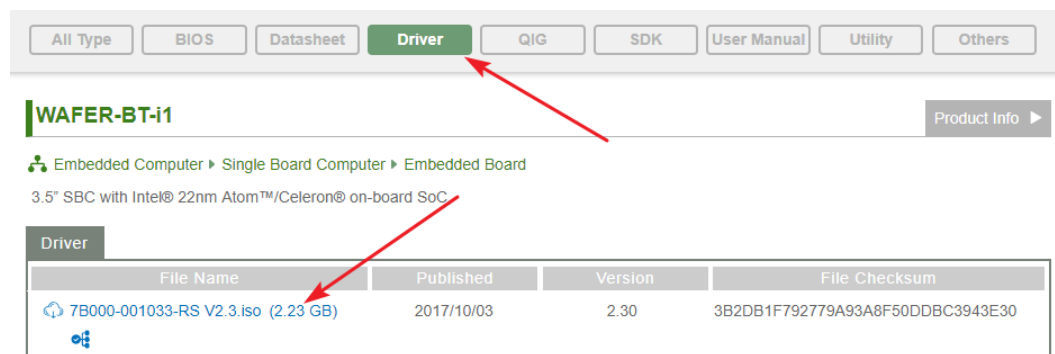 All Type BIOS Datasheet Driver QIG SDK User Manual Utility Others
WAFER-BT-i1
Product Info
Embedded Computer Single Board Computer Embedded Board
3.5" SBC with Intel® 22nm Atom™/Celeron® on-board SoC
Driver
File Name Published Version File Checksum
7B000-001033-RS V2.3.iso (2.23 GB) 2017/10/03 2.30 3B2DB1F792779A93A8F50DDBC3943E30